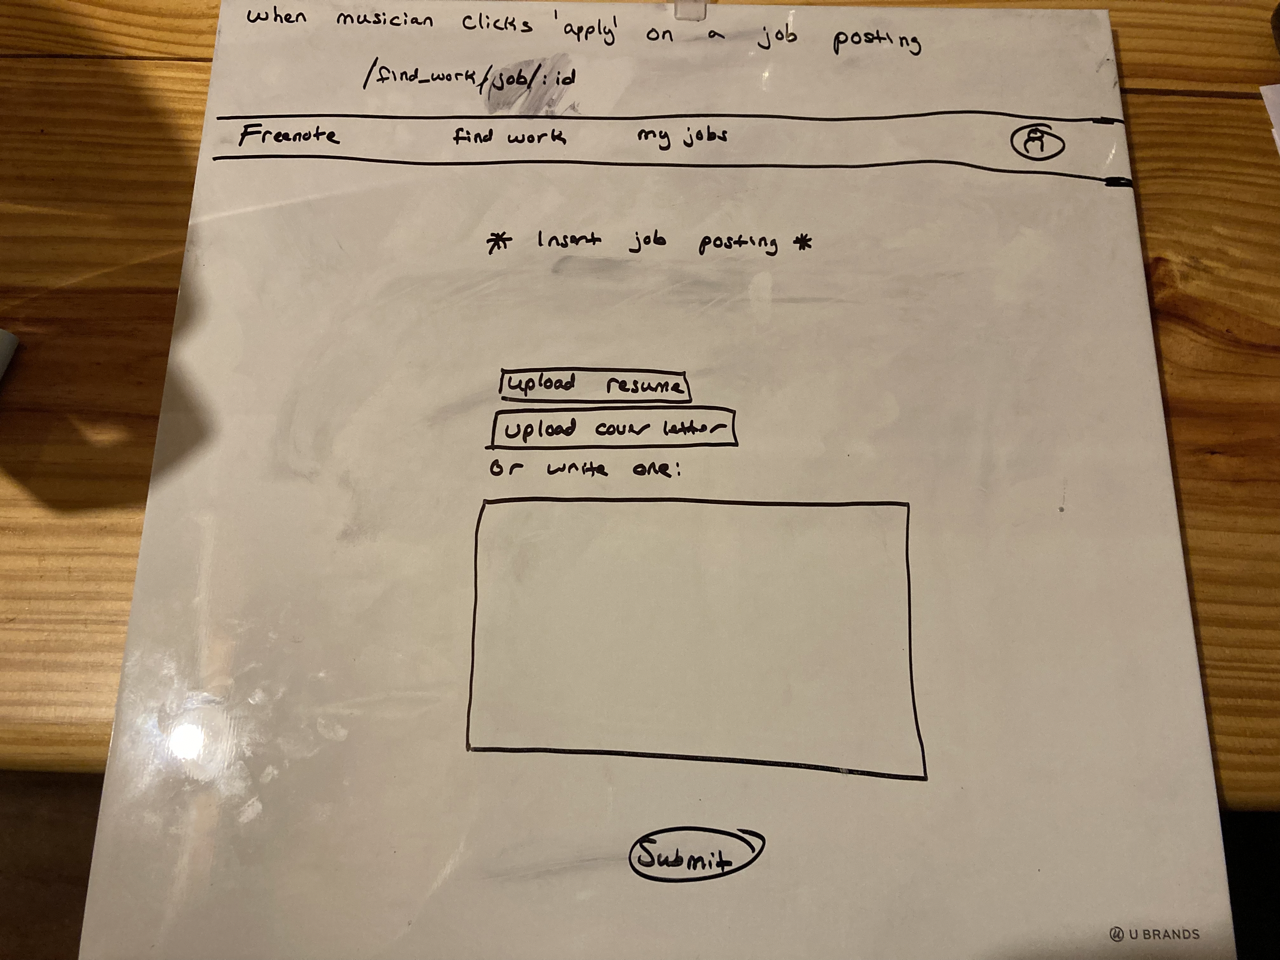 when musician clicks 'apply' on a job posting
/find_work/job/:id
Freenote find work my jobs
* Insert job posting *
upload resume
upload cover letter
or write one:
Submit
U BRANDS